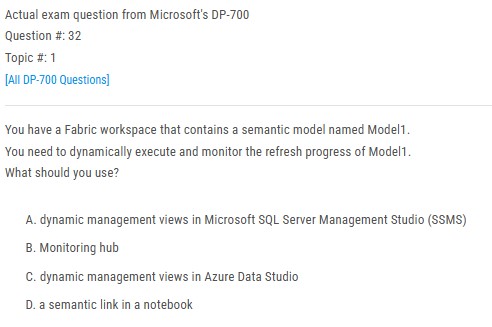 Actual exam question from Microsoft's DP-700
Question #: 32
Topic #: 1
[All DP-700 Questions]
You have a Fabric workspace that contains a semantic model named Model1.
You need to dynamically execute and monitor the refresh progress of Model1.
What should you use?
A. dynamic management views in Microsoft SQL Server Management Studio (SSMS)
B. Monitoring hub
C. dynamic management views in Azure Data Studio
D. a semantic link in a notebook